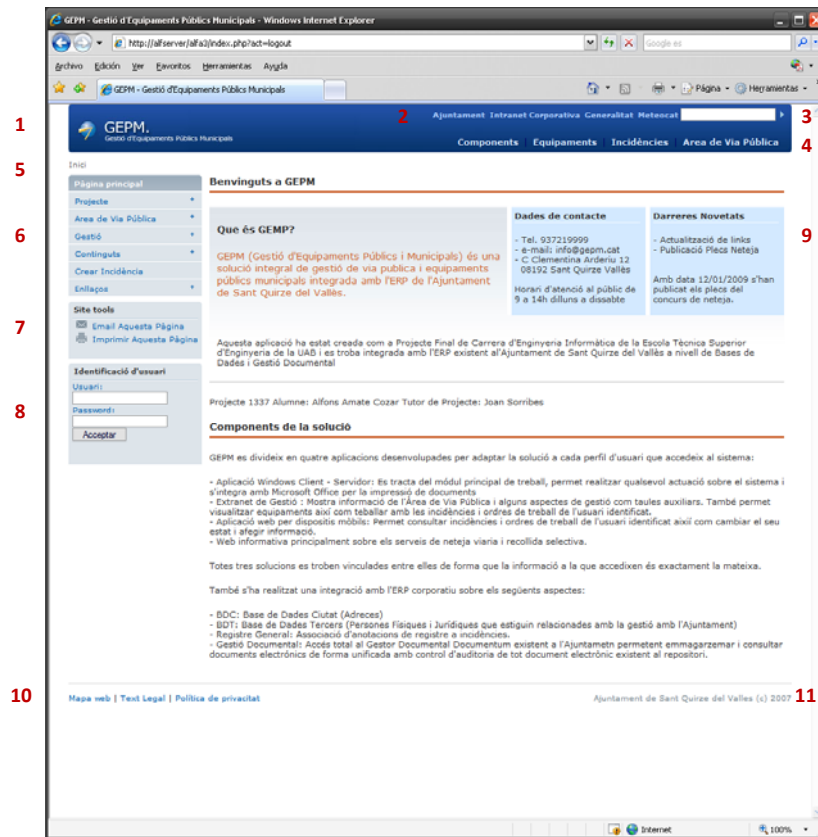 GEPM - Gestió d'Equipaments Públics Municipals - Windows Internet Explorer
http://alfserver/alfa2/index.php?act=logout
Google es
Archivo Edición Ver Favoritos Herramientas Ayuda
GEPM - Gestió d'Equipaments Públics Municipals
Página Herramientas
1
2
Ajuntament Intranet Corporativa Generalitat Meteocat
3
GEPM.
Gestió d'Equipaments Públics i Municipals
Components Equipaments Incidències Area de Via Pública
4
5
Inici
Página principal
Projecte
Area de Via Pública
6
Gestió
Continguts
Crear Incidència
Enllaços
Site tools
7
Email Aquesta Pàgina
Imprimir Aquesta Pàgina
Identificació d'usuari
Usuari:
8
Password:
Acceptar
Benvinguts a GEPM
Que és GEMP?
GEPM (Gestió d'Equipaments Públics i Municipals) és una
solució integral de gestió de via publica i equipaments
públics municipals integrada amb l'ERP de l'Ajuntament
de Sant Quirze del Vallès.
Dades de contacte
- Tel. 937219999
- e-mail: info@gepm.cat
- C Clementina Arderiu 12
08192 Sant Quirze Vallès
Horari d'atenció al públic de
9 a 14h dilluns a dissabte
Darreres Novetats
9
- Actualització de links
- Publicació Plecs Neteja
Amb data 12/01/2009 s'han
publicat els plecs del
concurs de neteja.
Aquesta aplicació ha estat creada com a Projecte Final de Carrera d'Enginyeria Informàtica de la Escola Tècnica Superior
d'Enginyeria de la UAB i es troba integrada amb l'ERP existent al'Ajuntament de Sant Quirze del Vallès a nivell de Bases de
Dades i Gestió Documental
Projecte 1337 Alumne: Alfons Amate Cozar Tutor de Projecte: Joan Sorribes
Components de la solució
GEPM es divideix en quatre aplicacions desenvolupades per adaptar la solució a cada perfil d'usuari que accedeix al sistema:
- Aplicació Windows Client - Servidor: Es tracta del módul principal de treball, permet realitzar qualsevol actuació sobre el sistema i
s'integra amb Microsoft Office per la impressió de documents
- Extranet de Gestió : Mostra informació de l'Àrea de Via Pública i alguns aspectes de gestió com taules auxiliars. També permet
visualitzar equipaments així com teballar amb les incidències i ordres de treball de l'usuari identificat.
- Aplicació web per dispositis mòbils: Permet consultar incidències i ordres de treball de l'usuari identificat aixií com cambiar el seu
estat i afegir informació.
- Web informativa principalment sobre els serveis de neteja viaria i recollida selectiva.
Totes tres solucions es troben vinculades entre elles de forma que la informació a la que accedixen és exactament la mateixa.
També s'ha realitzat una integració amb l'ERP corporatiu sobre els següents aspectes:
- BDC: Base de Dades Ciutat (Adreces)
- BDT: Base de Dades Tercers (Persones Físiques i Jurídiques que estiguin relacionades amb la gestió amb l'Ajuntament)
- Registre General: Associació d'anotacions de registre a incidències.
- Gestió Documental: Accés total al Gestor Documental Documentum existent a l'Ajuntametn permetent emmagarzemar i consultar
documents electrònics de forma unificada amb control d'auditoria de tot document electrònic existent al repositori.
10
Mapa web | Text Legal | Política de privacitat
Ajuntament de Sant Quirze del Valles (c) 2007
11
Internet
100%